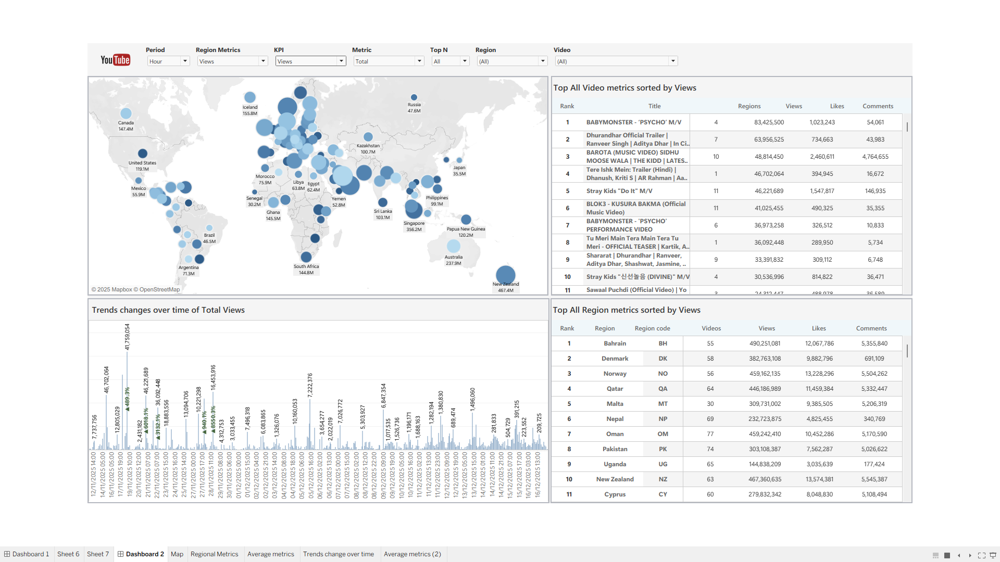 YouTube
Period
Region Metrics
KPI
Metric
Top N
Region
Video
Hour
Views
Views
Total
All
(All)
(All)
Iceland
155.8M
Russia
47.6M
Canada
147.4M
Kazakhstan
100.7M
United States
119.1M
Japan
35.5M
Morocco
75.9M
Libya
63.8M
Egypt
62.4M
Mexico
55.9M
Senegal
30.2M
Yemen
52.8M
Philippines
99.1M
Ghana
145.5M
Sri Lanka
103.1M
Singapore
356.2M
Papua New Guinea
120.2M
Brazil
46.5M
Australia
237.9M
Argentina
71.3M
South Africa
144.8M
New Zealand
467.4M
© 2025 Mapbox © OpenStreetMap
Top All Video metrics sorted by Views
Rank Title Regions Views Likes Comments
1 BABYMONSTER - ‘PSYCHO’ M/V 4 83,425,500 1,023,243 54,061
2 Dhurandhar Official Trailer |
Ranveer Singh | Aditya Dhar | In Ci.. 7 63,956,525 734,663 43,983
3 BAROTA (MUSIC VIDEO) SIDHU
MOOSE WALA | THE KIDD | LATES.. 10 48,814,450 2,460,611 4,764,655
4 Tere Ishk Mein: Trailer (Hindi) |
Dhanush, Kriti S | AR Rahman | Aa.. 1 46,702,064 394,945 16,672
5 Stray Kids "Do It" M/V 11 46,221,689 1,547,817 146,935
6 BLOK3 - KUSURA BAKMA (Official
Music Video) 11 41,025,455 490,325 35,355
7 BABYMONSTER - 'PSYCHO'
PERFORMANCE VIDEO 6 36,973,258 326,512 10,833
8 Tu Meri Main Tera Main Tera Tu
Meri - OFFICIAL TEASER | Kartik, A.. 1 36,092,448 289,950 5,734
9 Shararat | Dhurandhar | Ranveer,
Aditya Dhar, Shashwat, Jasmine, .. 9 33,391,832 309,112 6,748
10 Stray Kids "신선놀음 (DIVINE)" M/V 4 30,536,996 814,822 36,471
11 Sawaal Puchdi (Official Video) | Yo
Trends changes over time of Total Views
7,737,756
46,702,064
12,805,029
41,759,054
▲489.3%
2,431,182
46,221,689
▲6018.1%
36,092,448
▲3132.1%
18,883,556
13,094,706
10,221,298
▲940.1%
16,453,916
▲8550.3%
4,312,753
3,033,455
7,496,318
6,083,865
1,326,076
10,160,053
7,222,376
3,654,277
2,022,019
7,026,772
5,303,927
6,847,354
1,017,535
1,526,736
1,196,171
1,688,163
1,282,194
1,380,830
689,474
1,496,060
281,833
504,729
391,215
223,552
209,725
12/11/2025 14:00
14/11/2025 05:00
16/11/2025 05:00
17/11/2025 19:00
19/11/2025 10:00
20/11/2025 12:00
21/11/2025 07:00
22/11/2025 07:00
23/11/2025 15:00
24/11/2025 16:00
25/11/2025 14:00
27/11/2025 00:00
27/11/2025 17:00
28/11/2025 11:00
29/11/2025 08:00
30/11/2025 06:00
01/12/2025 00:00
01/12/2025 15:00
02/12/2025 04:00
02/12/2025 21:00
03/12/2025 14:00
04/12/2025 08:00
04/12/2025 18:00
05/12/2025 06:00
05/12/2025 16:00
06/12/2025 02:00
06/12/2025 13:00
07/12/2025 00:00
07/12/2025 15:00
08/12/2025 02:00
08/12/2025 12:00
08/12/2025 22:00
09/12/2025 09:00
09/12/2025 19:00
10/12/2025 05:00
10/12/2025 16:00
11/12/2025 02:00
11/12/2025 13:00
11/12/2025 23:00
12/12/2025 09:00
12/12/2025 19:00
13/12/2025 05:00
13/12/2025 15:00
14/12/2025 01:00
14/12/2025 11:00
14/12/2025 21:00
15/12/2025 07:00
15/12/2025 17:00
16/12/2025 03:00
16/12/2025 13:00
Top All Region metrics sorted by Views
Rank Region Region code Videos Views Likes Comments
1 Bahrain BH 55 490,251,081 12,067,786 5,355,840
2 Denmark DK 58 382,763,108 9,882,796 691,109
3 Norway NO 56 459,162,135 13,228,296 5,504,262
4 Qatar QA 64 446,186,989 11,459,384 5,332,447
5 Malta MT 30 309,731,002 9,385,505 5,206,319
6 Nepal NP 69 232,723,875 4,825,455 340,769
7 Oman OM 77 459,242,410 10,452,286 5,170,590
8 Pakistan PK 74 303,108,387 7,562,287 5,026,622
9 Uganda UG 65 144,838,209 3,035,639 177,424
10 New Zealand NZ 63 467,360,635 13,574,381 5,545,387
11 Cyprus CY 60 279,832,342 8,048,830 5,108,494
Dashboard 1
Sheet 6
Sheet 7
Dashboard 2
Map
Regional Metrics
Average metrics
Trends change over time
Average metrics (2)